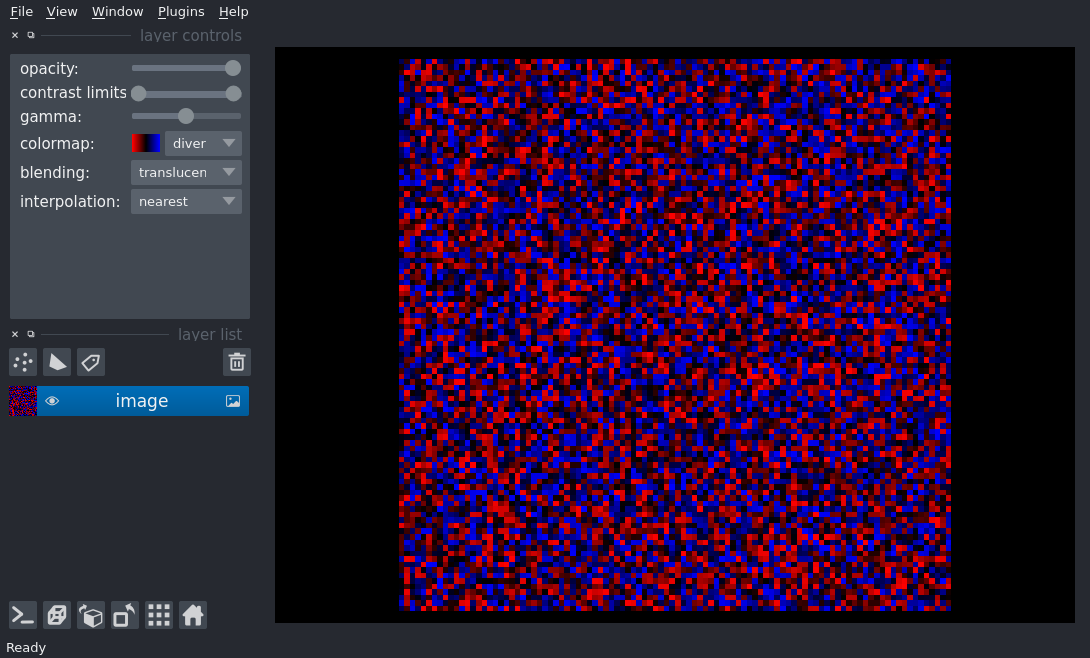 File View Window Plugins Help
layer controls
opacity:
contrast limits
gamma:
colormap: diver
blending: translucen
interpolation: nearest
layer list
image
Ready